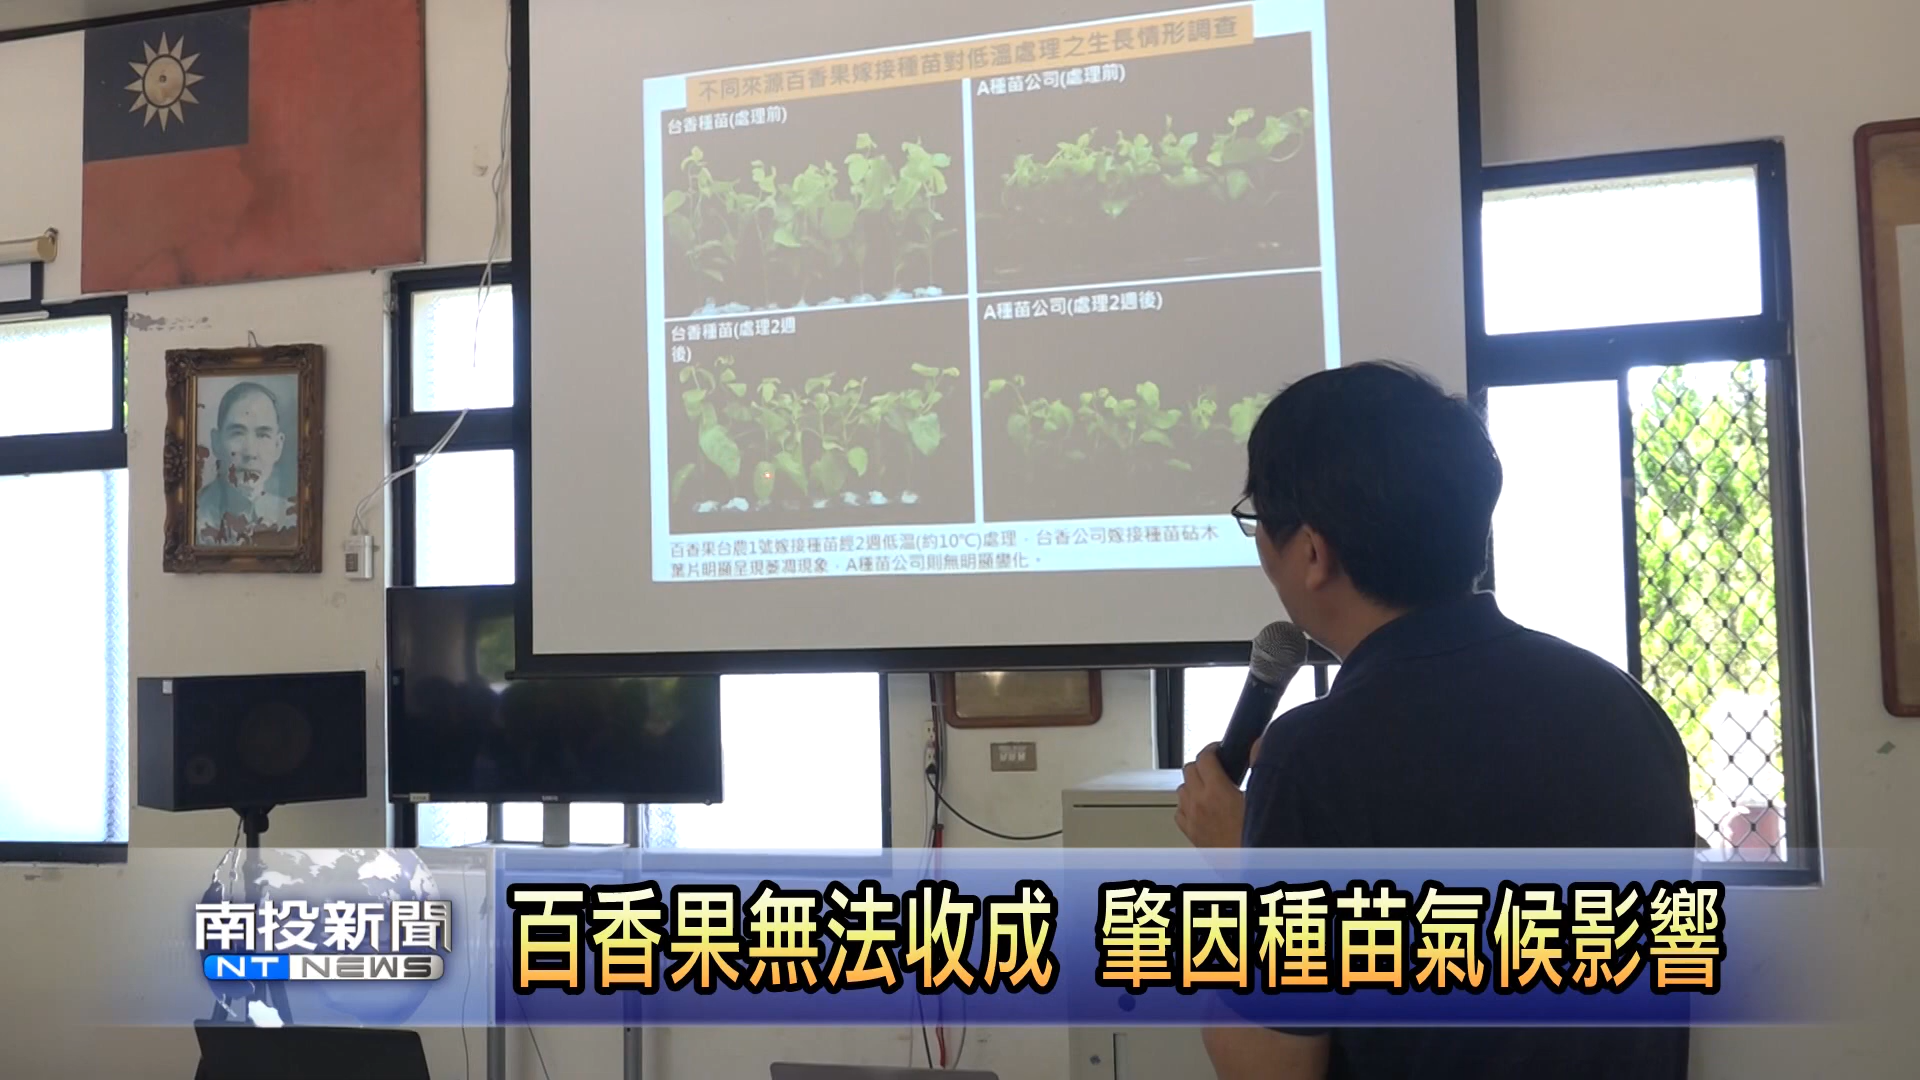 不同來源百香果嫁接種苗對低溫處理之生長情形調查
台香種苗(處理前)
A種苗公司(處理前)
台香種苗(處理2週
後)
A種苗公司(處理2週後)
百香果台農1號嫁接種苗經2週低溫(約10℃)處理，台香公司嫁接種苗砧木
葉片明顯呈現萎凋現象，A種苗公司則無明顯變化。
南投新聞
NT NEWS
百香果無法收成 肇因種苗氣候影響